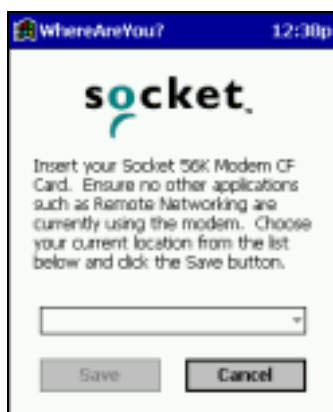 WhereAreYou? 12:38p
socket™
Insert your Socket 56K Modem CF
Card. Ensure no other applications
such as Remote Networking are
currently using the modem. Choose
your current location from the list
below and click the Save button.
Save Cancel